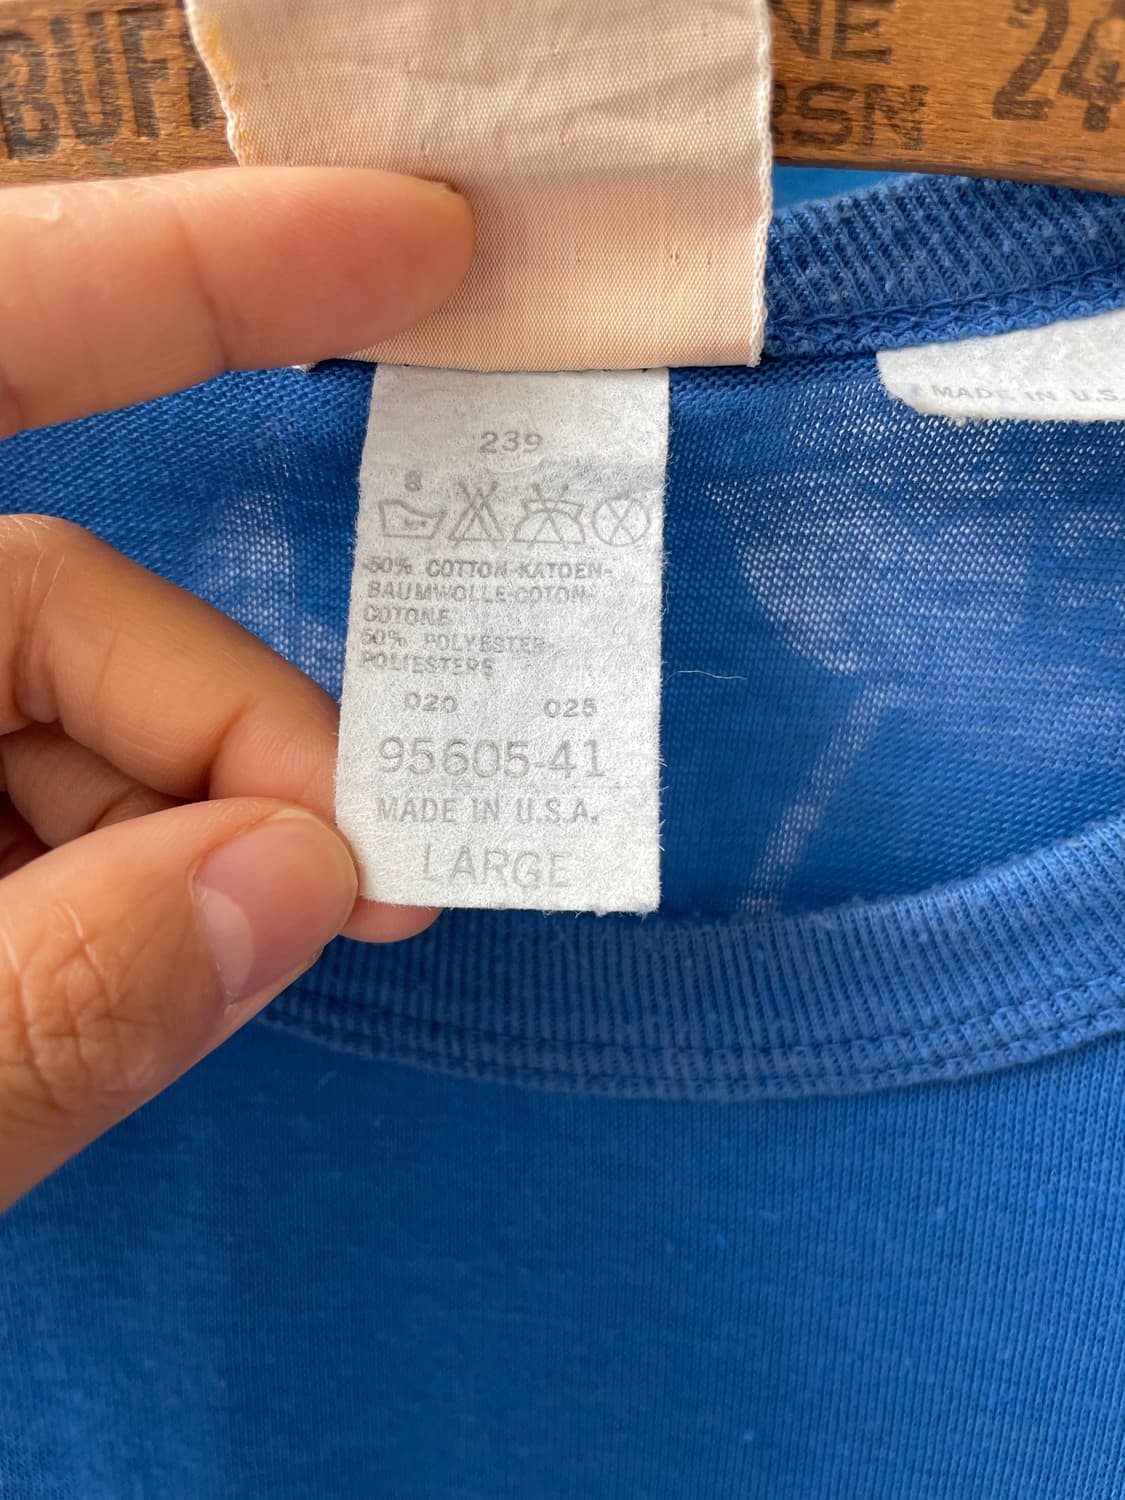 BUFF
NE
RSN
24
MADE IN U.S.
239
50% COTTON-KATOEN-
BAUMWOLLE-COTON-
COTONE
50% POLYESTER-
POLIESTERE
020 025
95605-41
MADE IN U.S.A.
LARGE